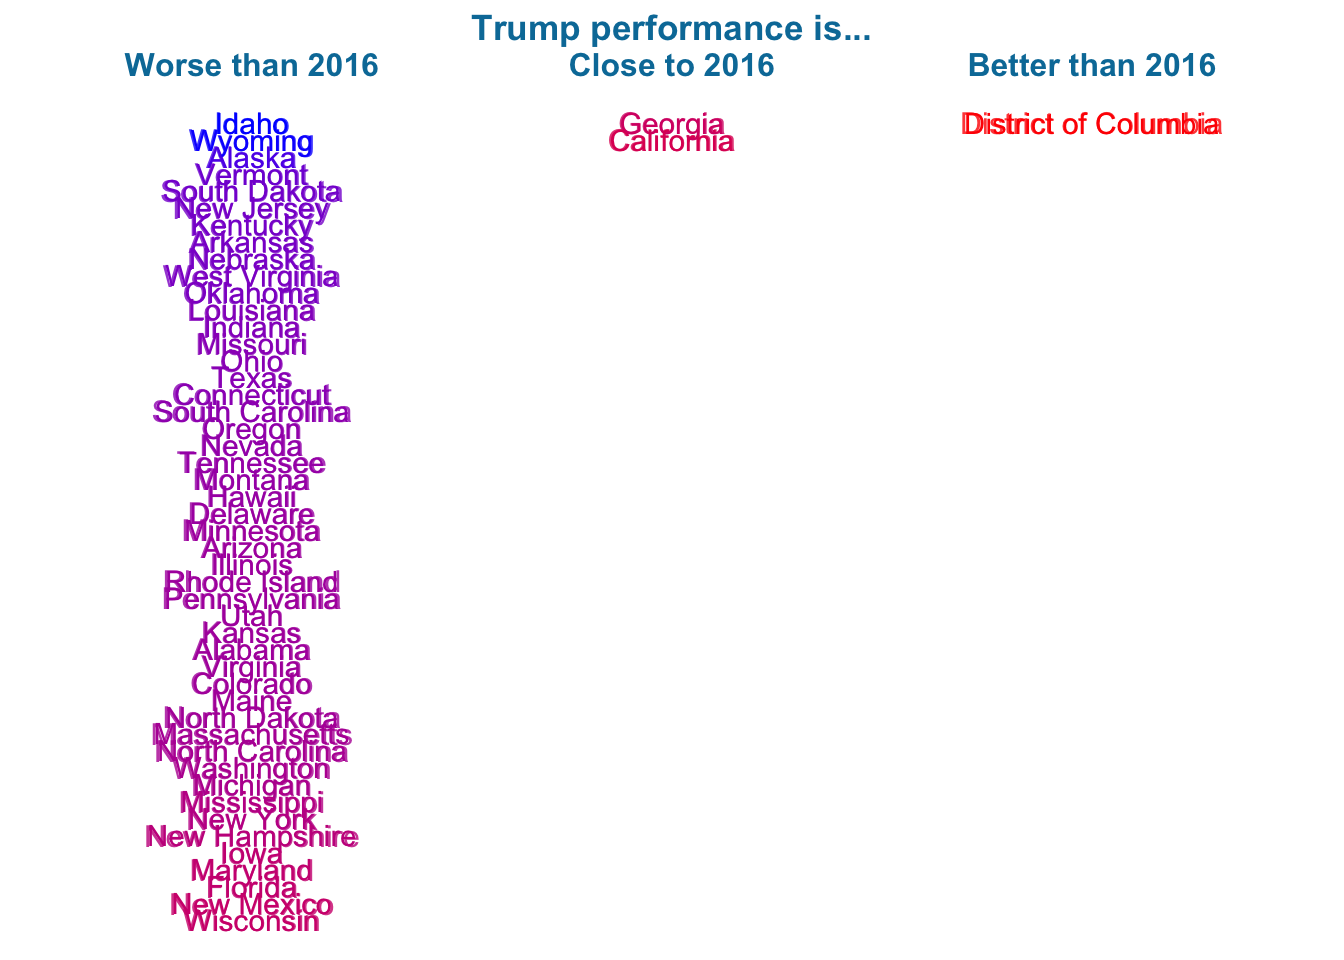 Trump performance is...
Worse than 2016 Close to 2016 Better than 2016
Idaho Georgia District of Columbia
Wyoming California
Alaska
Vermont
South Dakota
New Jersey
Kentucky
Arkansas
Nebraska
West Virginia
Oklahoma
Louisiana
Indiana
Missouri
Ohio
Texas
Connecticut
South Carolina
Oregon
Nevada
Tennessee
Montana
Hawaii
Delaware
Minnesota
Arizona
Illinois
Rhode Island
Pennsylvania
Utah
Kansas
Alabama
Virginia
Colorado
Maine
North Dakota
Massachusetts
North Carolina
Washington
Michigan
Mississippi
New York
New Hampshire
Iowa
Maryland
Florida
New Mexico
Wisconsin